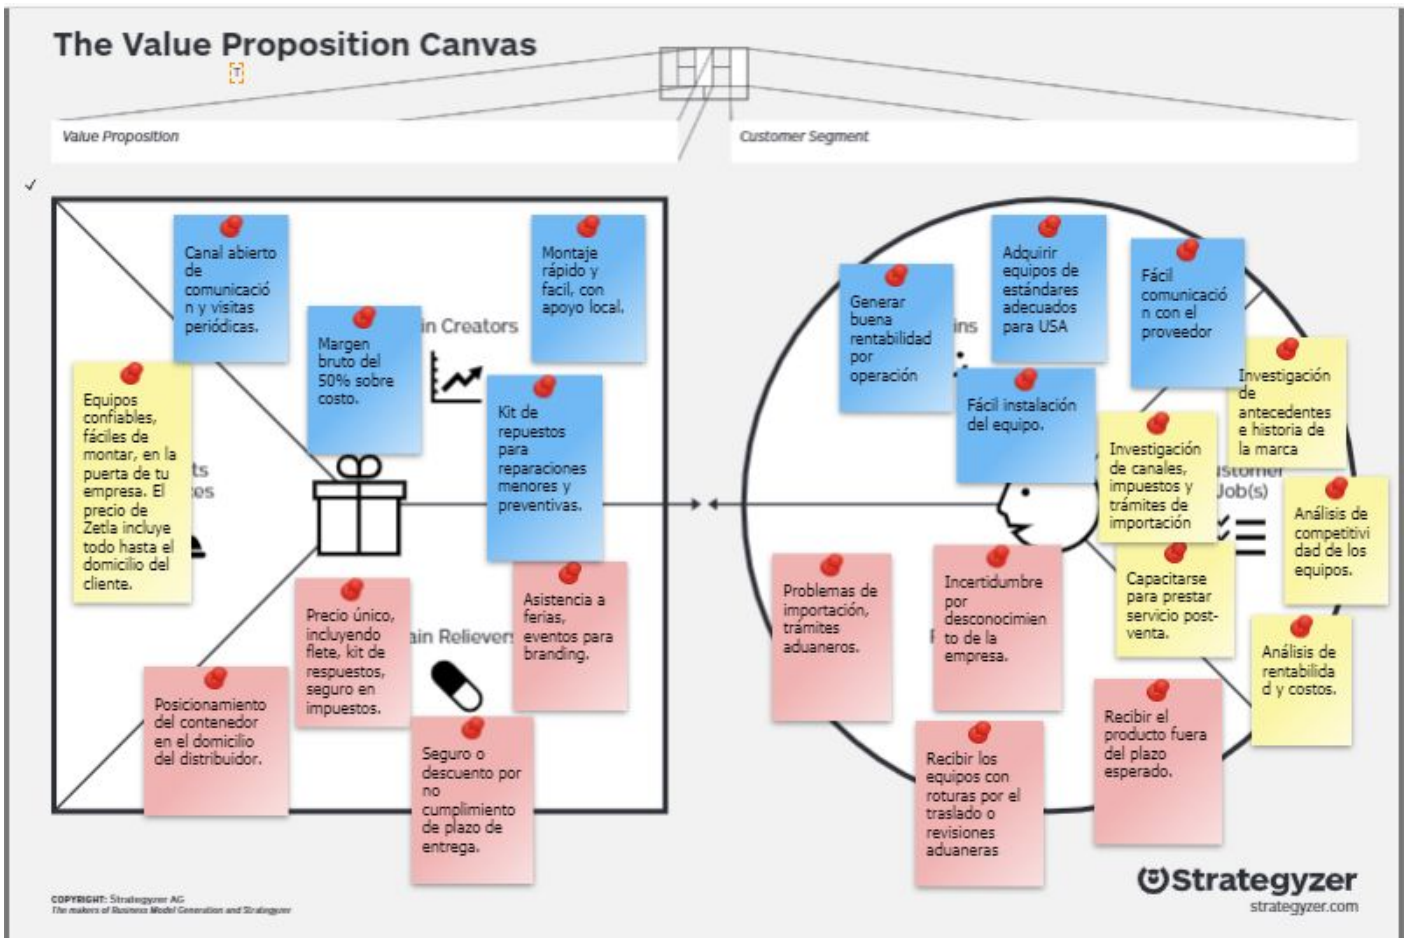 The Value Proposition Canvas
T
Value Proposition
Customer Segment
Canal abierto
de
comunicació
n y visitas
periódicas.
Montaje
rápido y
facil, con
apoyo local.
Margen
bruto del
50% sobre
costo.
in Creators
Equipos
confiables,
fáciles de
montar, en la
puerta de tu
empresa. El
precio de
Zetla incluye
todo hasta el
domicilio del
cliente.
ts
es
Kit de
repuestos
para
reparaciones
menores y
preventivas.
Precio único,
incluyendo
flete, kit de
respuestos,
seguro en
impuestos.
ain Relievers
Asistencia a
ferias,
eventos para
branding.
Posicionamiento
del contenedor
en el domicilio
del distribuidor.
Seguro o
descuento por
no
cumplimiento
de plazo de
entrega.
Generar
buena
rentabilidad
por
operación
ins
Adquirir
equipos de
estándares
adecuados
para USA
Fácil
comunicació
n con el
proveedor
Fácil instalación
del equipo.
Investigación
de
antecedentes
e historia de
la marca
Investigación
de canales,
impuestos y
trámites de
importación
ustomer
Job(s)
Análisis de
competitivi
dad de los
equipos.
Capacitarse
para prestar
servicio post-
venta.
Análisis de
rentabilida
d y costos.
Problemas de
importación,
trámites
aduaneros.
Incertidumbre
por
desconocimien
to de la
empresa.
Recibir los
equipos con
roturas por el
traslado o
revisiones
aduaneras
Recibir el
producto fuera
del plazo
esperado.
COPYRIGHT: Strategyzer AG
The makers of Business Model Generation and Strategyzer
Strategyzer
strategyzer.com